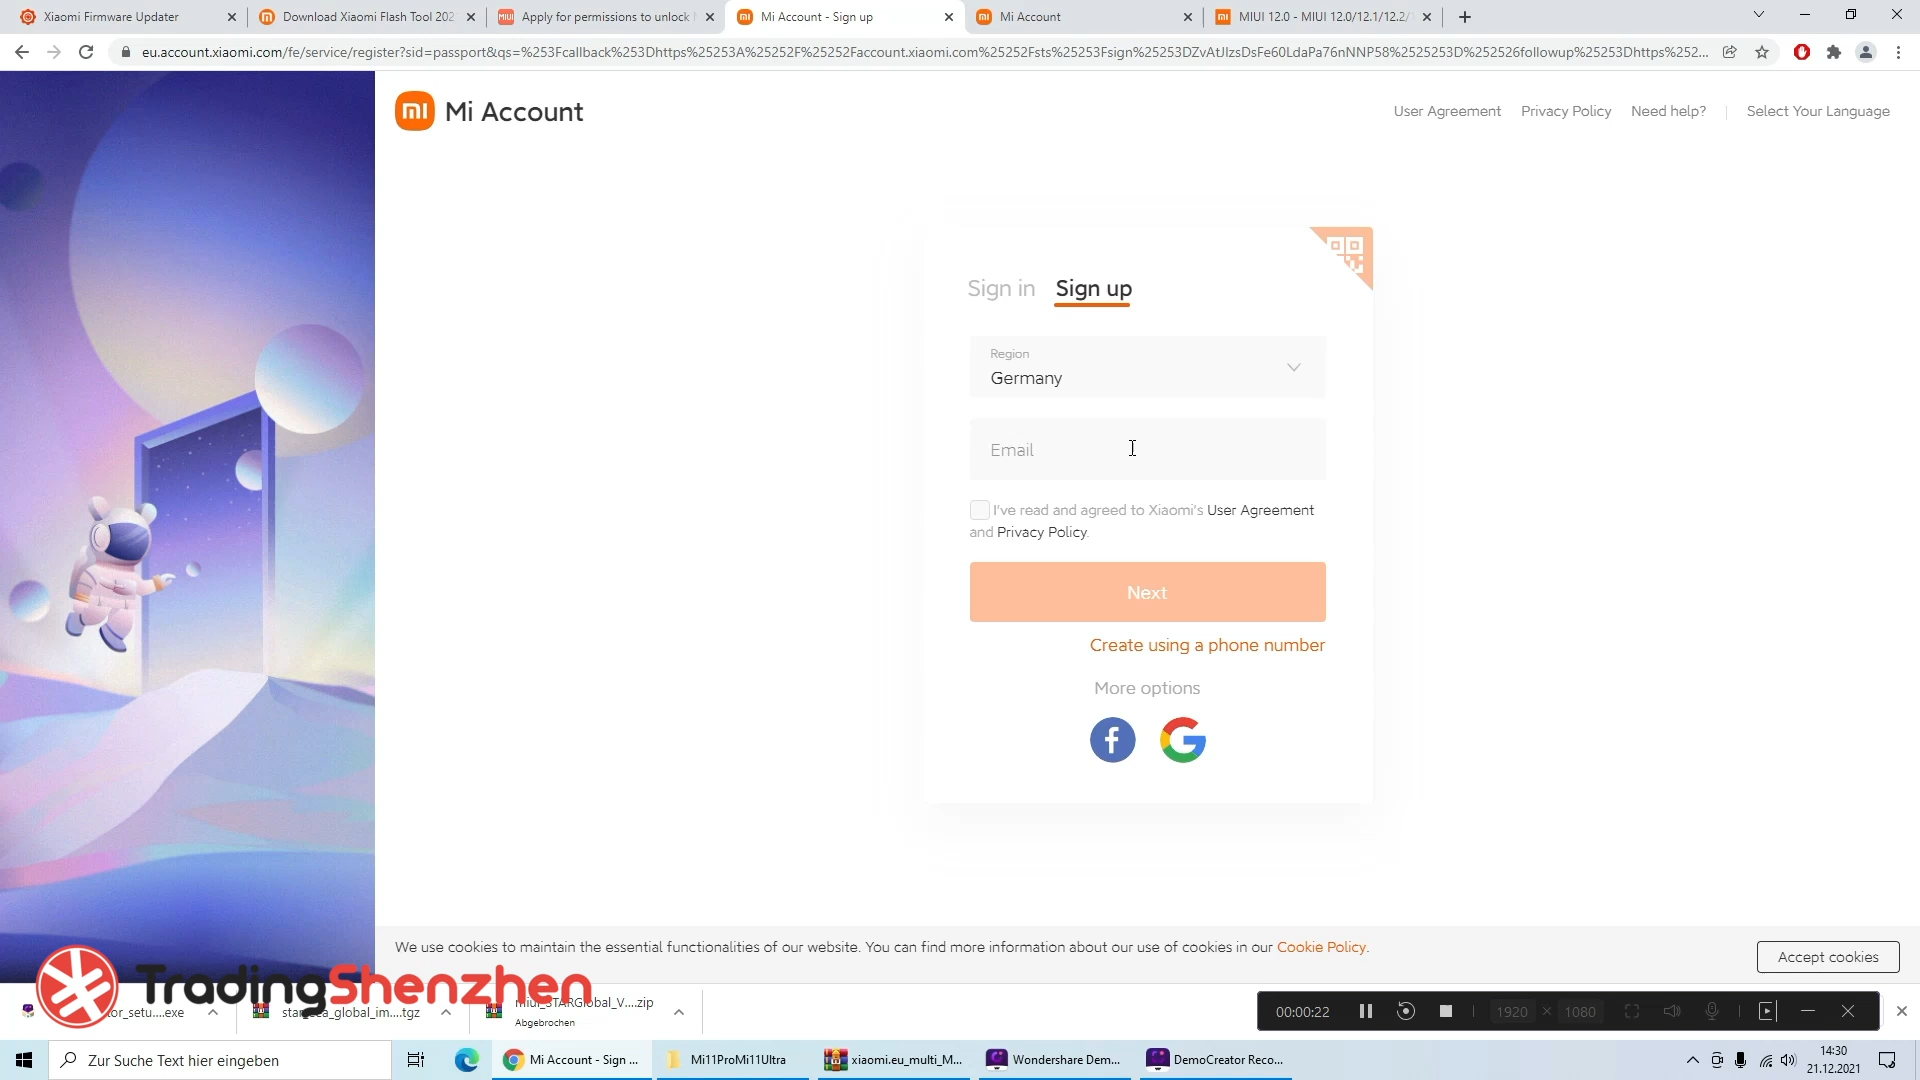 Xiaomi Firmware Updater
Download Xiaomi Flash Tool 202
MIUI
Apply for permissions to unlock
Mi Account - Sign up
Mi Account
MIUI 12.0 - MIUI 12.0/12.1/12.2/
eu.account.xiaomi.com/fe/service/register?sid=passport&qs=%253Fcallback%253Dhttps%25253A%25252F%25252Faccount.xiaomi.com%25252Fsts%25253Fsign%25253DZvAtJlzsDsFe60LdaPa76nNNP58%2525253D%252526followup%25253Dhttps%252...
Mi Account
User Agreement
Privacy Policy
Need help?
Select Your Language
Sign in
Sign up
Region
Germany
Email
I've read and agreed to Xiaomi's User Agreement
and Privacy Policy.
Next
Create using a phone number
More options
We use cookies to maintain the essential functionalities of our website. You can find more information about our use of cookies in our Cookie Policy.
Accept cookies
TradingShenzhen
tor_setu....exe
global_im....tgz
miui_STARGlobal_V....zip
Abgebrochen
00:00:22
1920 × 1080
Zur Suche Text hier eingeben
Mi Account - Sign ...
Mi11ProMi11Ultra
xiaomi.eu_multi_M...
Wondershare Dem...
DemoCreator Reco...
14:30
21.12.2021